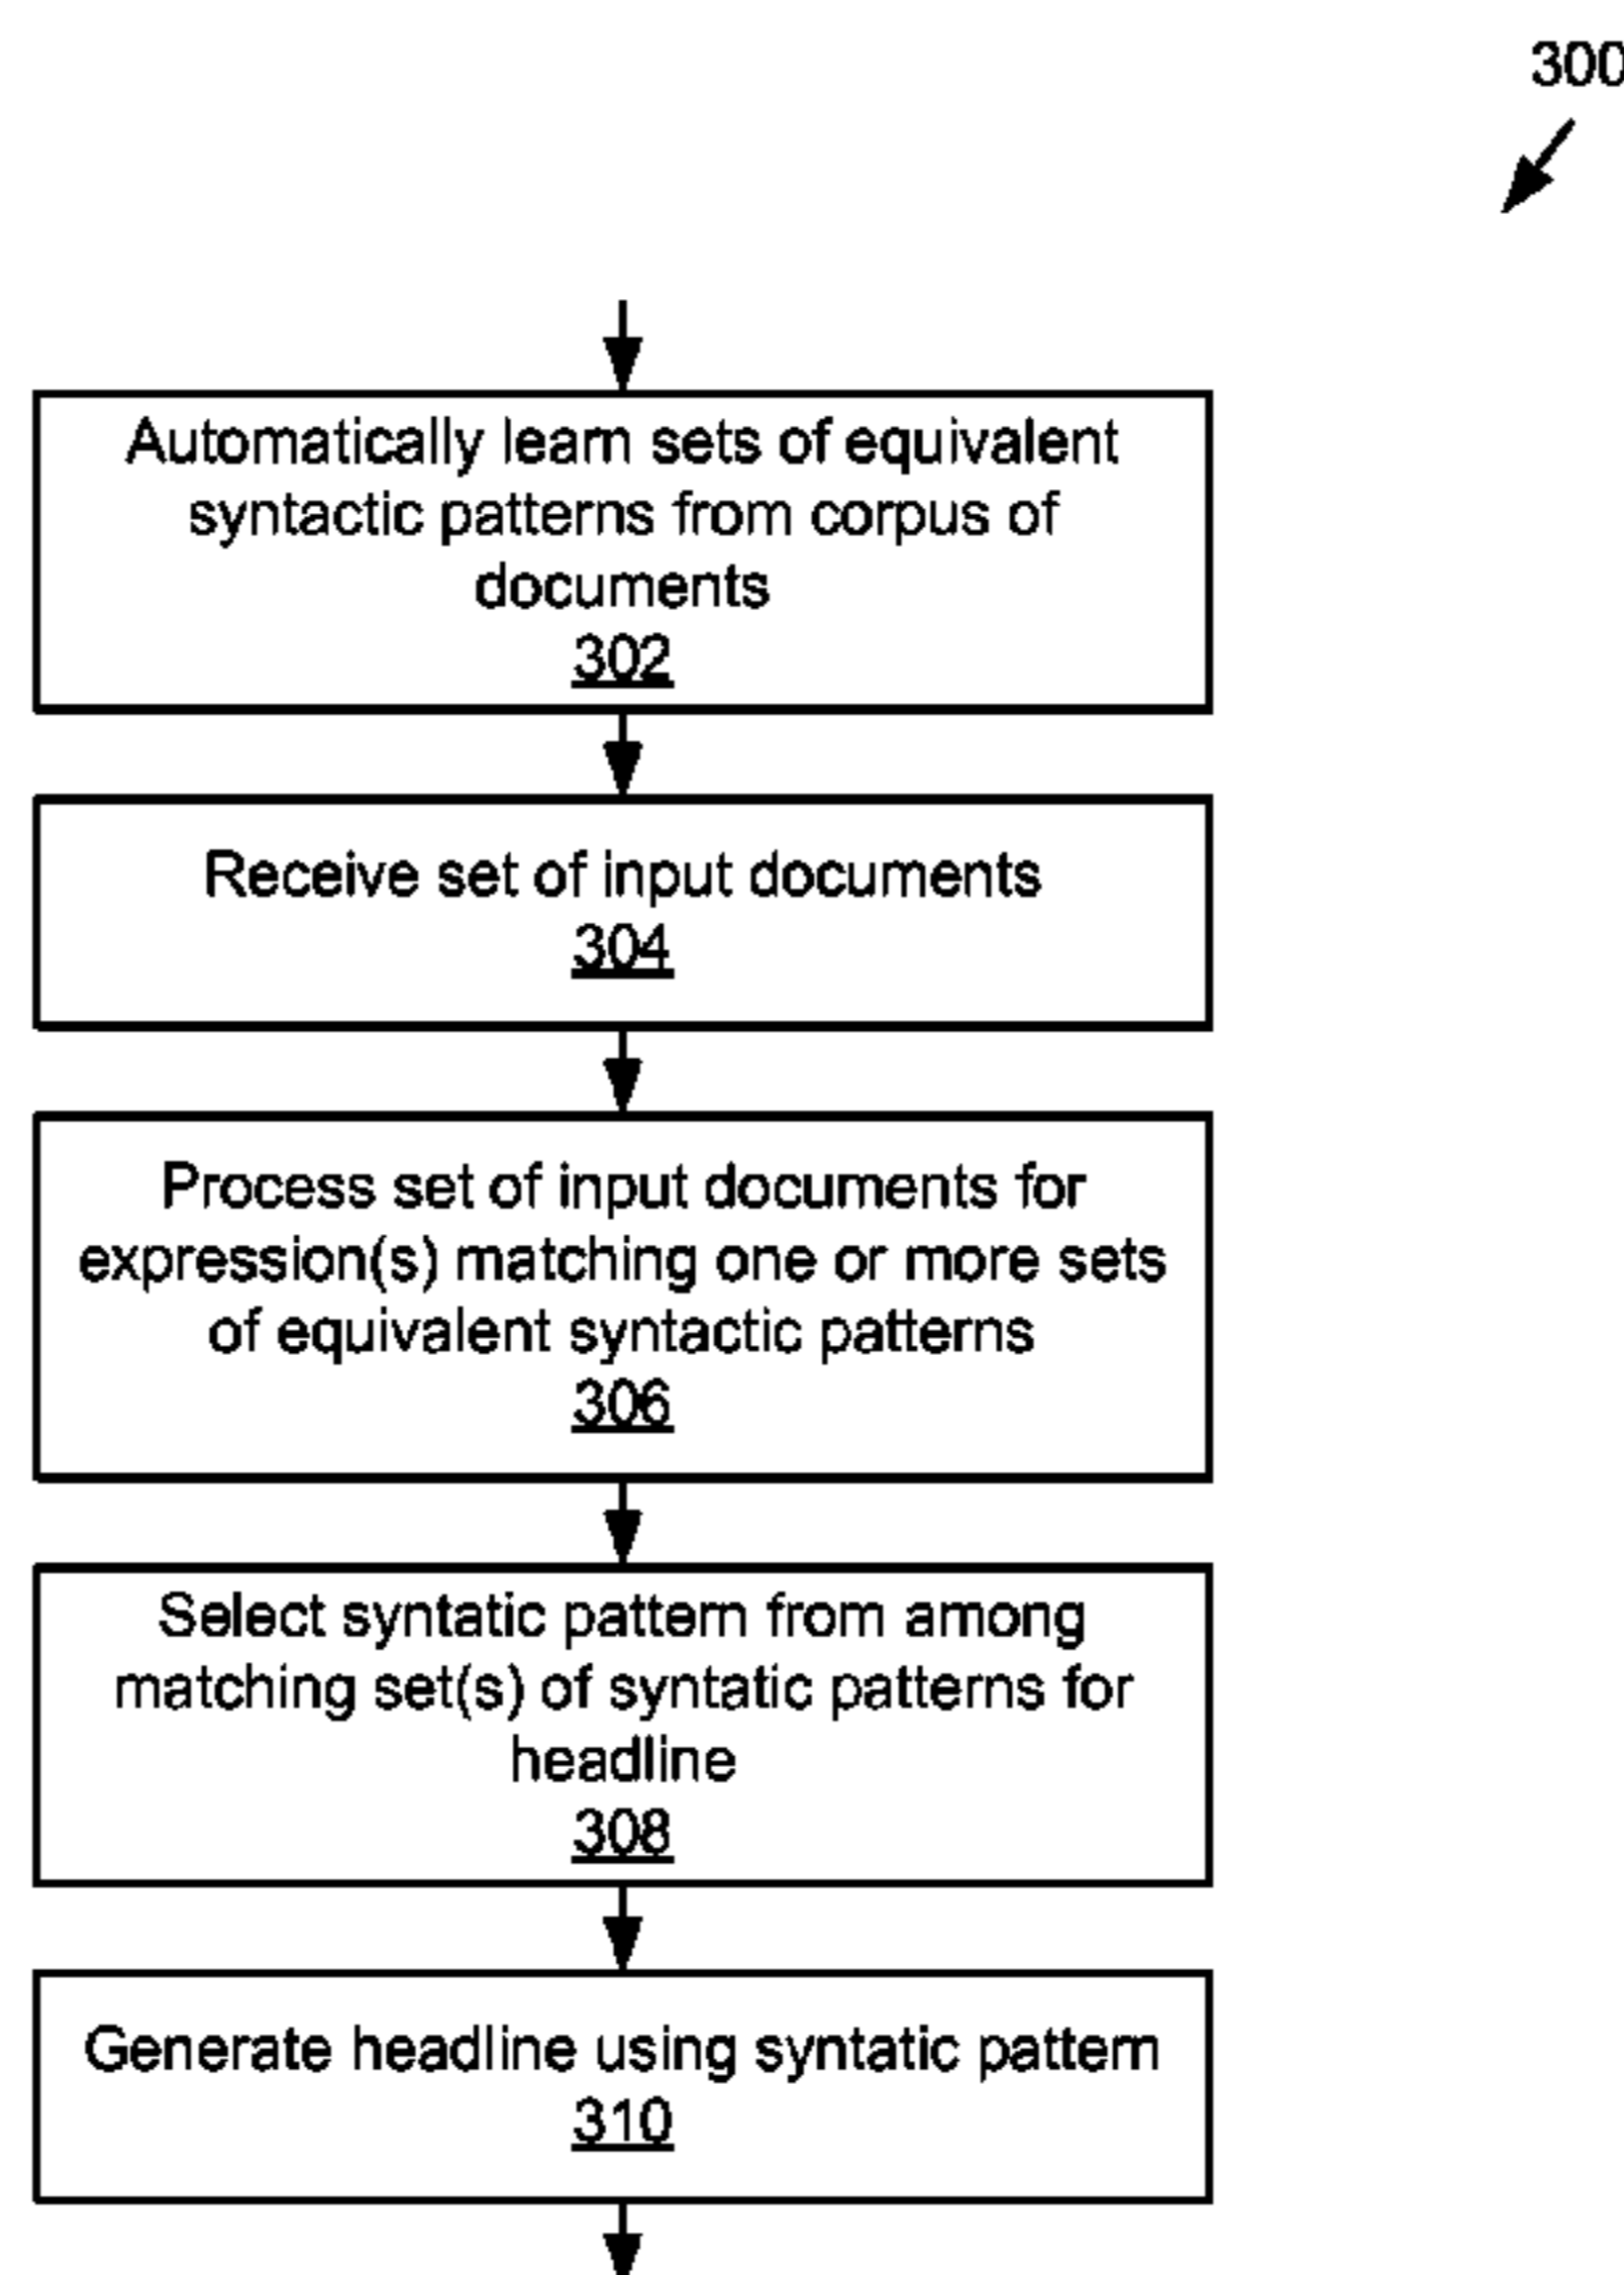 300
Automatically learn sets of equivalent
syntactic patterns from corpus of
documents
302
Receive set of input documents
304
Process set of input documents for
expression(s) matching one or more sets
of equivalent syntactic patterns
306
Select syntatic pattern from among
matching set(s) of syntatic patterns for
headline
308
Generate headline using syntatic pattern
310